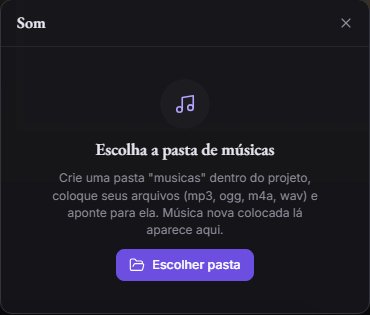 Som
Escolha a pasta de músicas
Crie uma pasta "musicas" dentro do projeto,
coloque seus arquivos (mp3, ogg, m4a, wav) e
aponte para ela. Música nova colocada lá
aparece aqui.
Escolher pasta